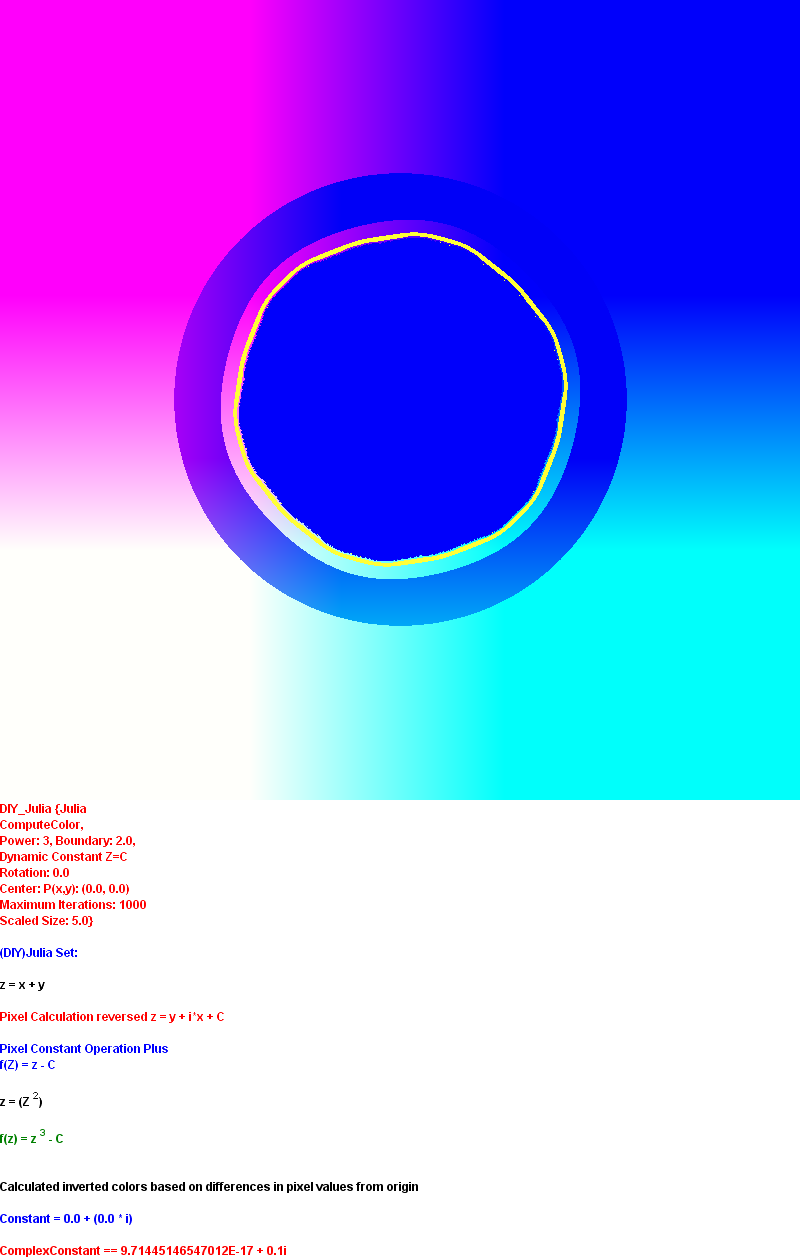 DIY_Julia {Julia
ComputeColor,
Power: 3, Boundary: 2.0,
Dynamic Constant Z=C
Rotation: 0.0
Center: P(x,y): (0.0, 0.0)
Maximum Iterations: 1000
Scaled Size: 5.0}
(DIY)Julia Set:
z = x + y
Pixel Calculation reversed z = y + i*x + C
Pixel Constant Operation Plus
f(Z) = z - C
z = (Z ²)
f(z) = z ³ - C
Calculated inverted colors based on differences in pixel values from origin
Constant = 0.0 + (0.0 * i)
ComplexConstant == 9.71445146547012E-17 + 0.1i